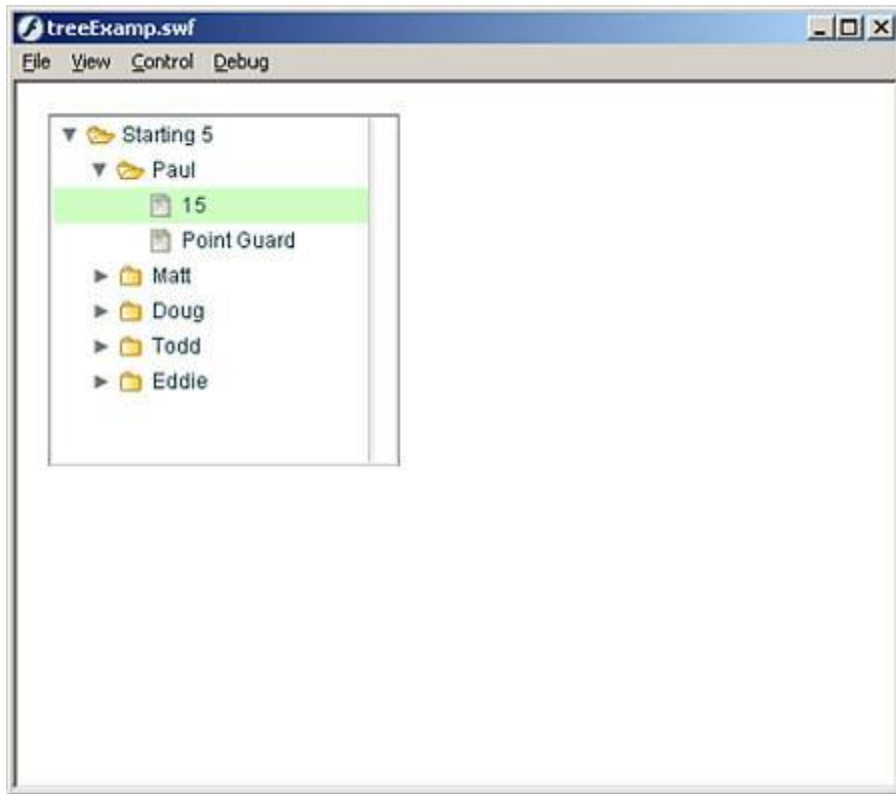 treeExamp.swf
File View Control Debug
Starting 5
Paul
15
Point Guard
Matt
Doug
Todd
Eddie